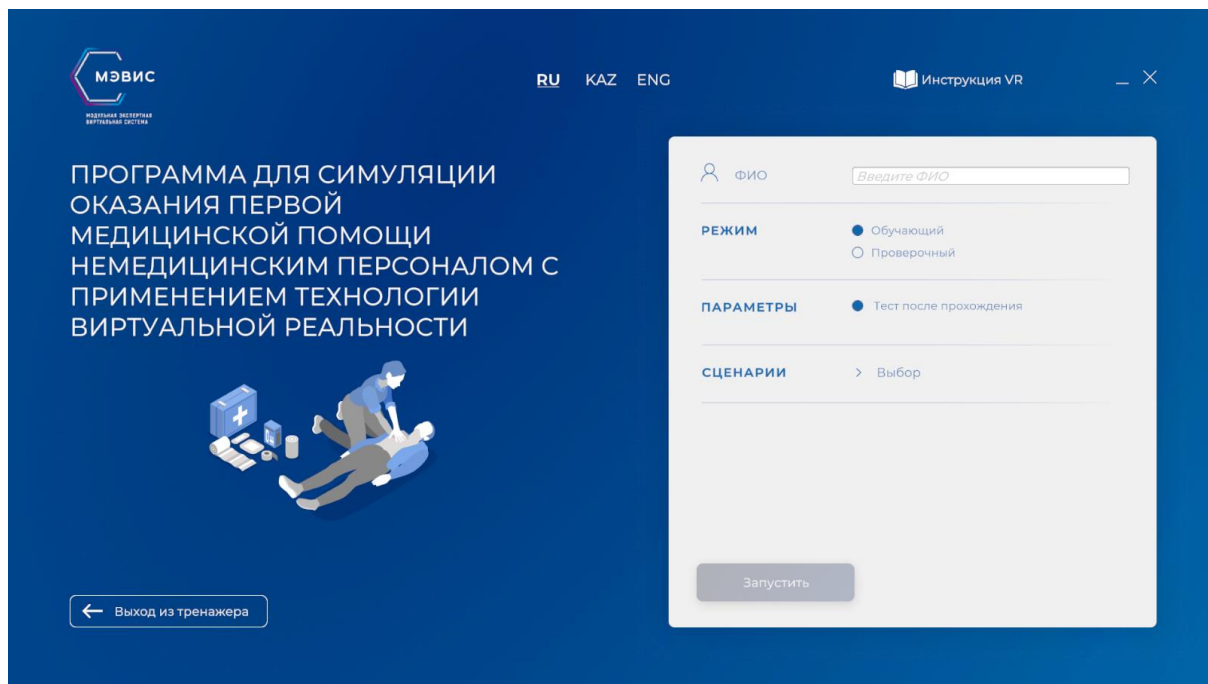 МЭВИС
МОДУЛЬНАЯ ЭКСПЕРТНАЯ
ВИРТУАЛЬНАЯ СИСТЕМА
RU KAZ ENG
Инструкция VR
ПРОГРАММА ДЛЯ СИМУЛЯЦИИ
ОКАЗАНИЯ ПЕРВОЙ
МЕДИЦИНСКОЙ ПОМОЩИ
НЕМЕДИЦИНСКИМ ПЕРСОНАЛОМ С
ПРИМЕНЕНИЕМ ТЕХНОЛОГИИ
ВИРТУАЛЬНОЙ РЕАЛЬНОСТИ
Выход из тренажера
ФИО
Введите ФИО
РЕЖИМ
Обучающий
Проверочный
ПАРАМЕТРЫ
Тест после прохождения
СЦЕНАРИИ
> Выбор
Запустить